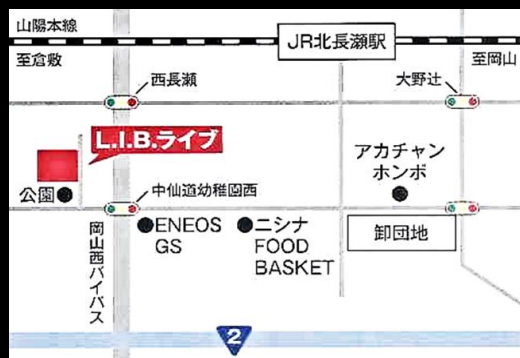 山陽本線
JR北長瀬駅
至倉敷
至岡山
西長瀬
大野辻
L.I.B.ライブ
アカチャン
ホンポ
公園
中仙道幼稚園西
ENEOS
GS
ニシナ
FOOD
BASKET
卸団地
岡山西バイパス
2